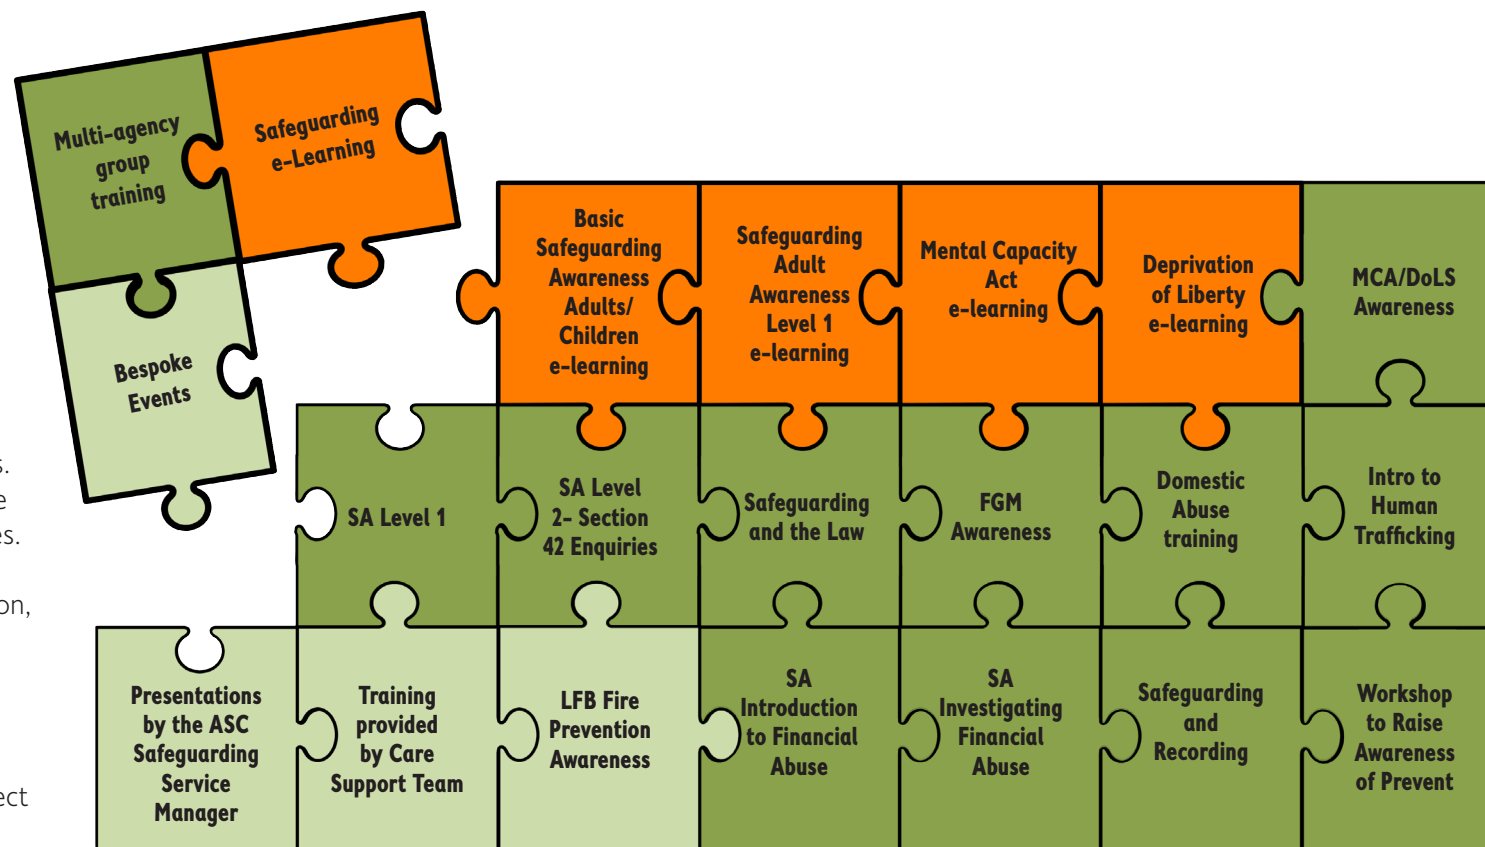 Multi-agency
group
training
Safeguarding
e-Learning
Bespoke
Events
Basic
Safeguarding
Awareness
Adults/
Children
e-learning
Safeguarding
Adult
Awareness
Level 1
e-learning
Mental Capacity
Act
e-learning
Deprivation
of Liberty
e-learning
MCA/DoLS
Awareness
SA Level 1
SA Level
2- Section
42 Enquiries
Safeguarding
and the Law
FGM
Awareness
Domestic
Abuse
training
Intro to
Human
Trafficking
Presentations
by the ASC
Safeguarding
Service
Manager
Training
provided
by Care
Support Team
LFB Fire
Prevention
Awareness
SA
Introduction
to Financial
Abuse
SA
Investigating
Financial
Abuse
Safeguarding
and
Recording
Workshop
to Raise
Awareness
of Prevent